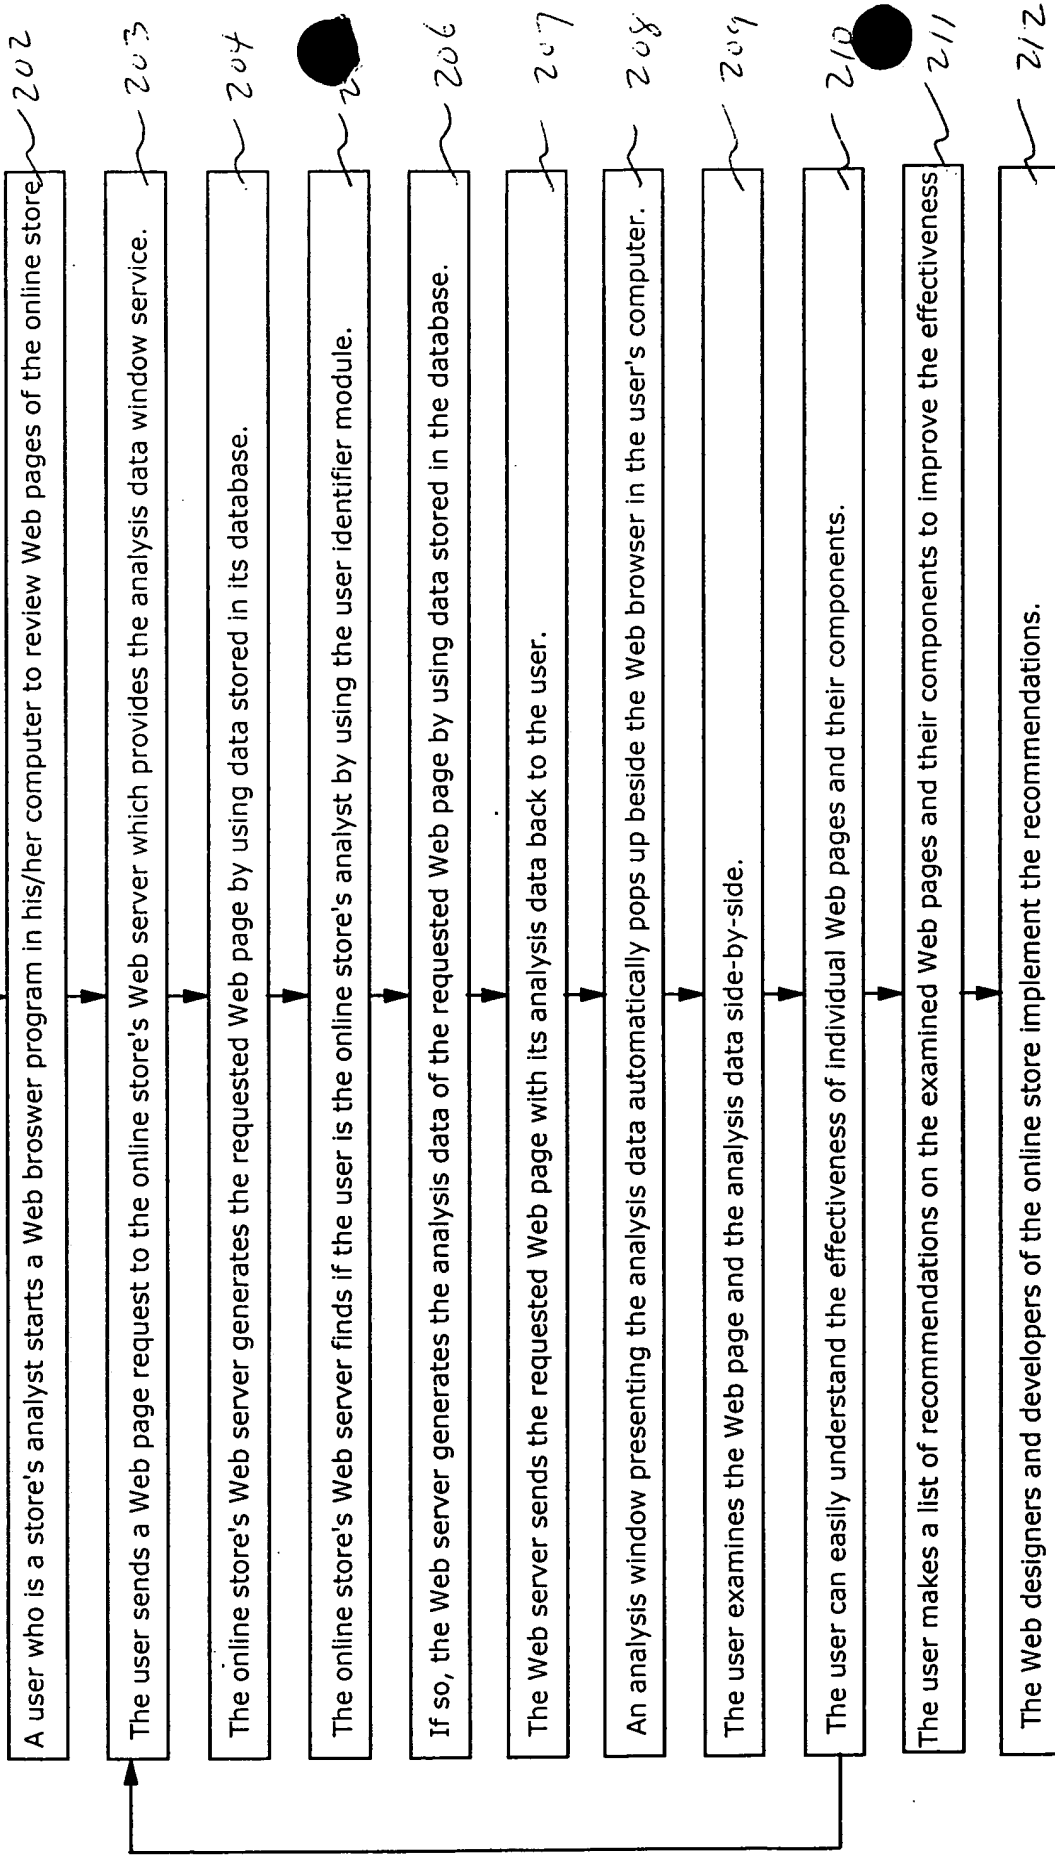 A user who is a store's analyst starts a Web broswer program in his/her computer to review Web pages of the online store 202
The user sends a Web page request to the online store's Web server which provides the analysis data window service. 203
The online store's Web server generates the requested Web page by using data stored in its database. 204
The online store's Web server finds if the user is the online store's analyst by using the user identifier module. 2
If so, the Web server generates the analysis data of the requested Web page by using data stored in the database. 206
The Web server sends the requested Web page with its analysis data back to the user. 207
An analysis window presenting the analysis data automatically pops up beside the Web browser in the user's computer. 208
The user examines the Web page and the analysis data side-by-side. 209
The user can easily understand the effectiveness of individual Web pages and their components. 210
The user makes a list of recommendations on the examined Web pages and their components to improve the effectiveness 211
The Web designers and developers of the online store implement the recommendations. 212